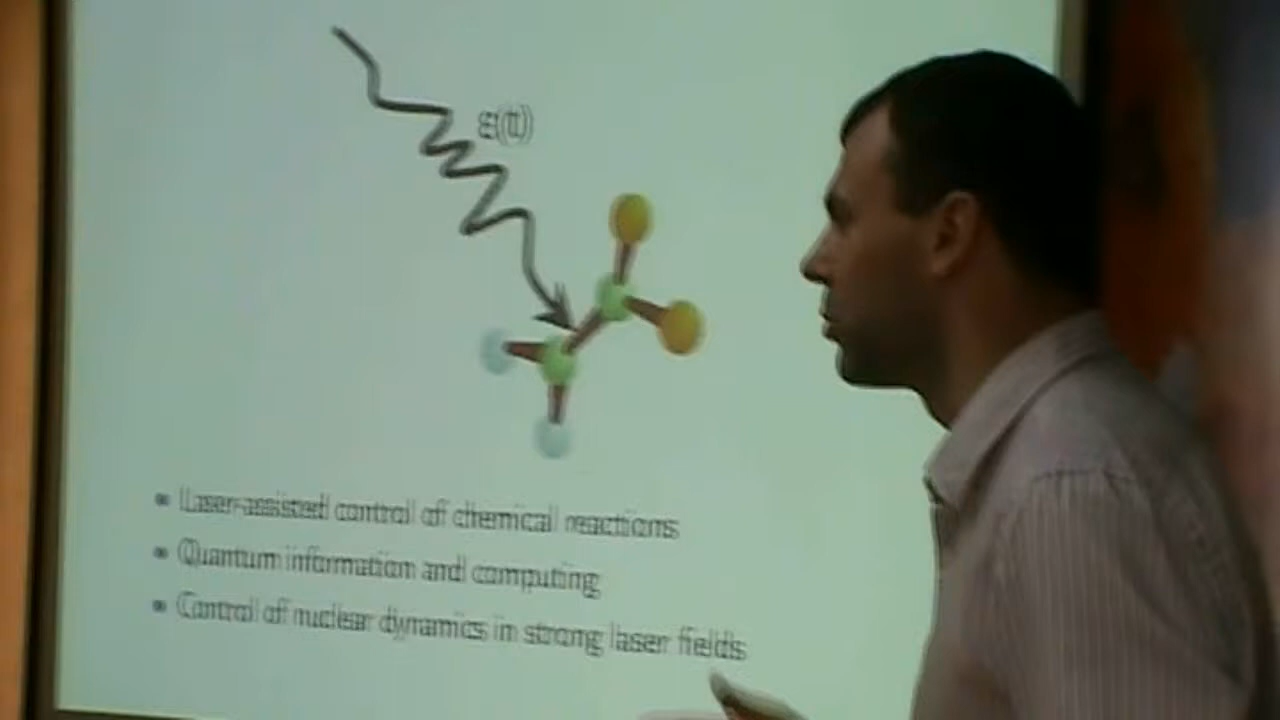 ε(t)
• Laser-assisted control of chemical reactions
• Quantum information and computing
• Control of nuclear dynamics in strong laser fields